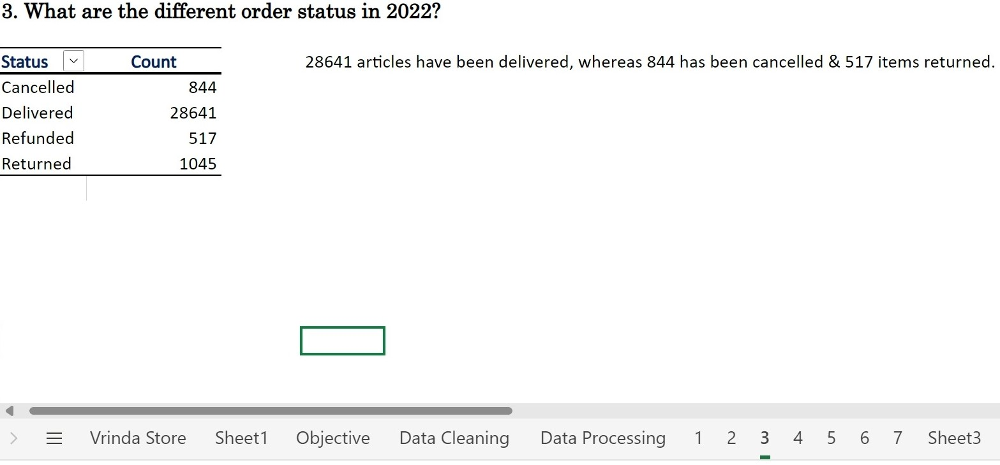 3. What are the different order status in 2022?
Status Count
28641 articles have been delivered, whereas 844 has been cancelled & 517 items returned.
Cancelled 844
Delivered 28641
Refunded 517
Returned 1045
Vrinda Store Sheet1 Objective Data Cleaning Data Processing 1 2 3 4 5 6 7 Sheet3